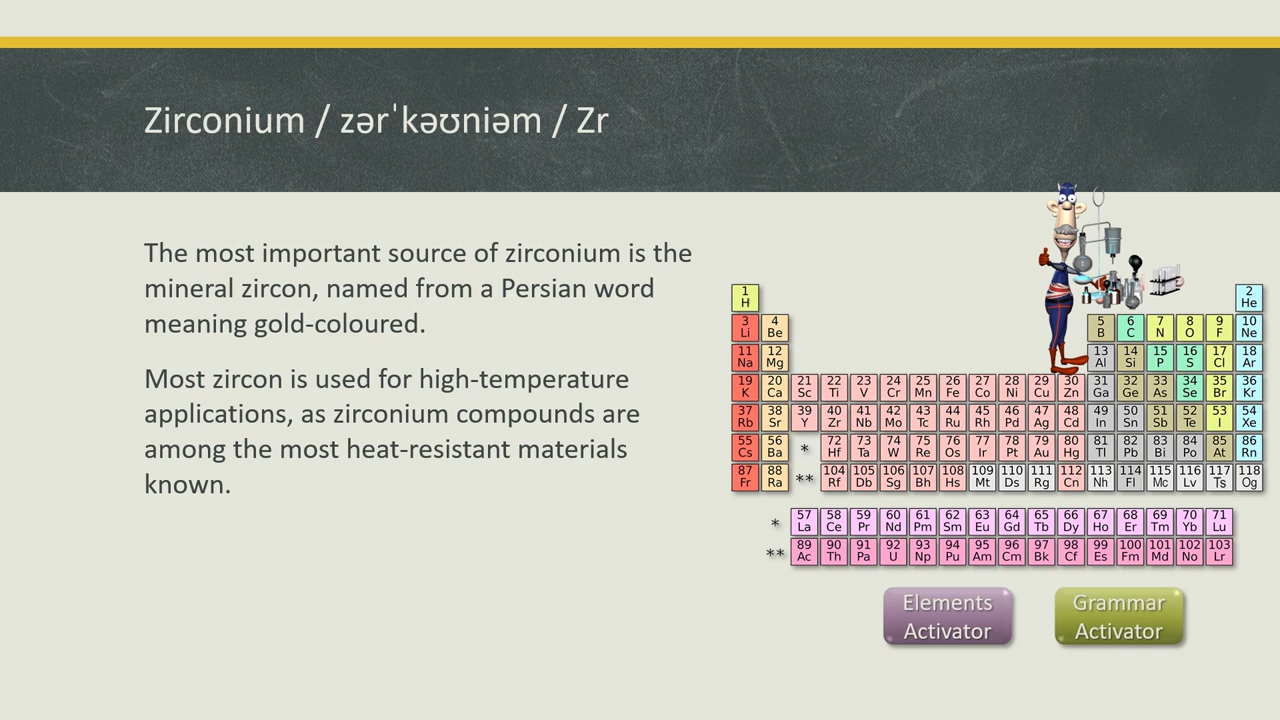 Zirconium / zərˈkəʊniəm / Zr
The most important source of zirconium is the
mineral zircon, named from a Persian word
meaning gold-coloured.
Most zircon is used for high-temperature
applications, as zirconium compounds are
among the most heat-resistant materials
known.
1 2
H He
3 4 5 6 7 8 9 10
Li Be B C N O F Ne
11 12 13 14 15 16 17 18
Na Mg Al Si P S Cl Ar
19 20 21 22 23 24 25 26 27 28 29 30 31 32 33 34 35 36
K Ca Sc Ti V Cr Mn Fe Co Ni Cu Zn Ga Ge As Se Br Kr
37 38 39 40 41 42 43 44 45 46 47 48 49 50 51 52 53 54
Rb Sr Y Zr Nb Mo Tc Ru Rh Pd Ag Cd In Sn Sb Te I Xe
55 56 * 72 73 74 75 76 77 78 79 80 81 82 83 84 85 86
Cs Ba Hf Ta W Re Os Ir Pt Au Hg Tl Pb Bi Po At Rn
87 88 ** 104 105 106 107 108 109 110 111 112 113 114 115 116 117 118
Fr Ra Rf Db Sg Bh Hs Mt Ds Rg Cn Nh Fl Mc Lv Ts Og
* 57 58 59 60 61 62 63 64 65 66 67 68 69 70 71
La Ce Pr Nd Pm Sm Eu Gd Tb Dy Ho Er Tm Yb Lu
** 89 90 91 92 93 94 95 96 97 98 99 100 101 102 103
Ac Th Pa U Np Pu Am Cm Bk Cf Es Fm Md No Lr
Elements
Activator
Grammar
Activator